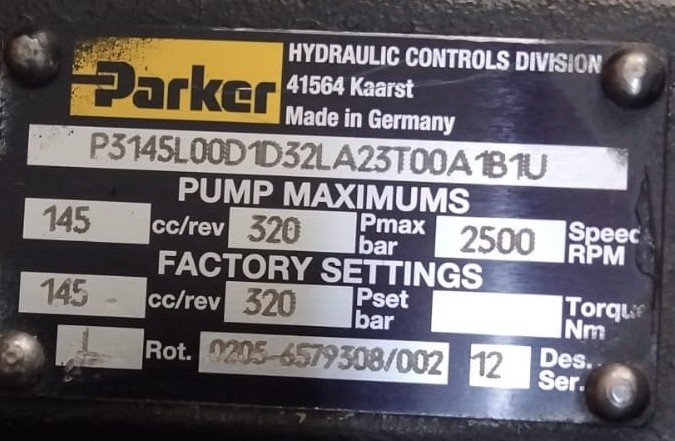 Parker
HYDRAULIC CONTROLS DIVISION
41564 Kaarst
Made in Germany
P3145L00D1D32LA23T00A1B1U
PUMP MAXIMUMS
145 cc/rev 320 Pmax bar 2500 Speed RPM
FACTORY SETTINGS
145 cc/rev 320 Pset bar Torque Nm
L Rot. 0205-6579308/002 12 Des. Ser.